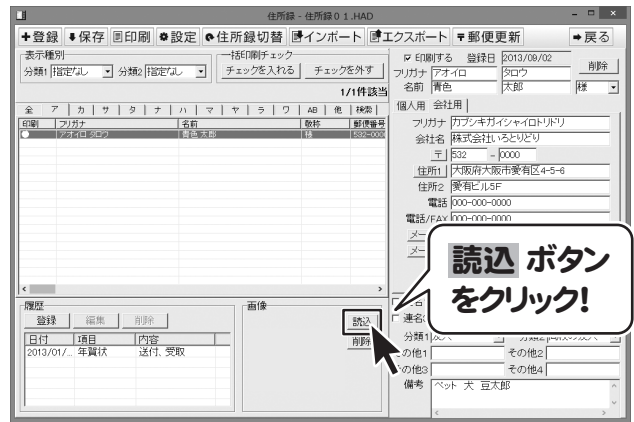 住所録 - 住所録01.HAD
+登録 保存 印刷 設定 住所録切替 インポート エクスポート 〒郵便更新 戻る
表示種別
分類1 指定なし 分類2 指定なし
一括印刷チェック
チェックを入れる チェックを外す
1/1件該当
全 ア カ サ タ ナ ハ マ ヤ ラ ワ AB 他 検索
印刷 フリガナ 名前 敬称 郵便番号
アオイロ タロウ 青色 太郎 様 532-000
履歴
登録 編集 削除
日付 項目 内容
2013/01/... 年賀状 送付、受取
画像
読込
削除
印刷する 登録日 2013/09/02 削除
フリガナ アオイロ タロウ
名前 青色 太郎 様
個人用 会社用
フリガナ カブシキガイシャイロトリドリ
会社名 株式会社いろとりどり
〒 532 - 0000
住所1 大阪府大阪市愛有区4-5-6
住所2 愛有ビル5F
電話 000-000-0000
電話/FAX 000-000-0000
読込 ボタン
をクリック!
連名
分類1
その他1 その他2
その他3 その他4
備考 ペット 犬 豆太郎